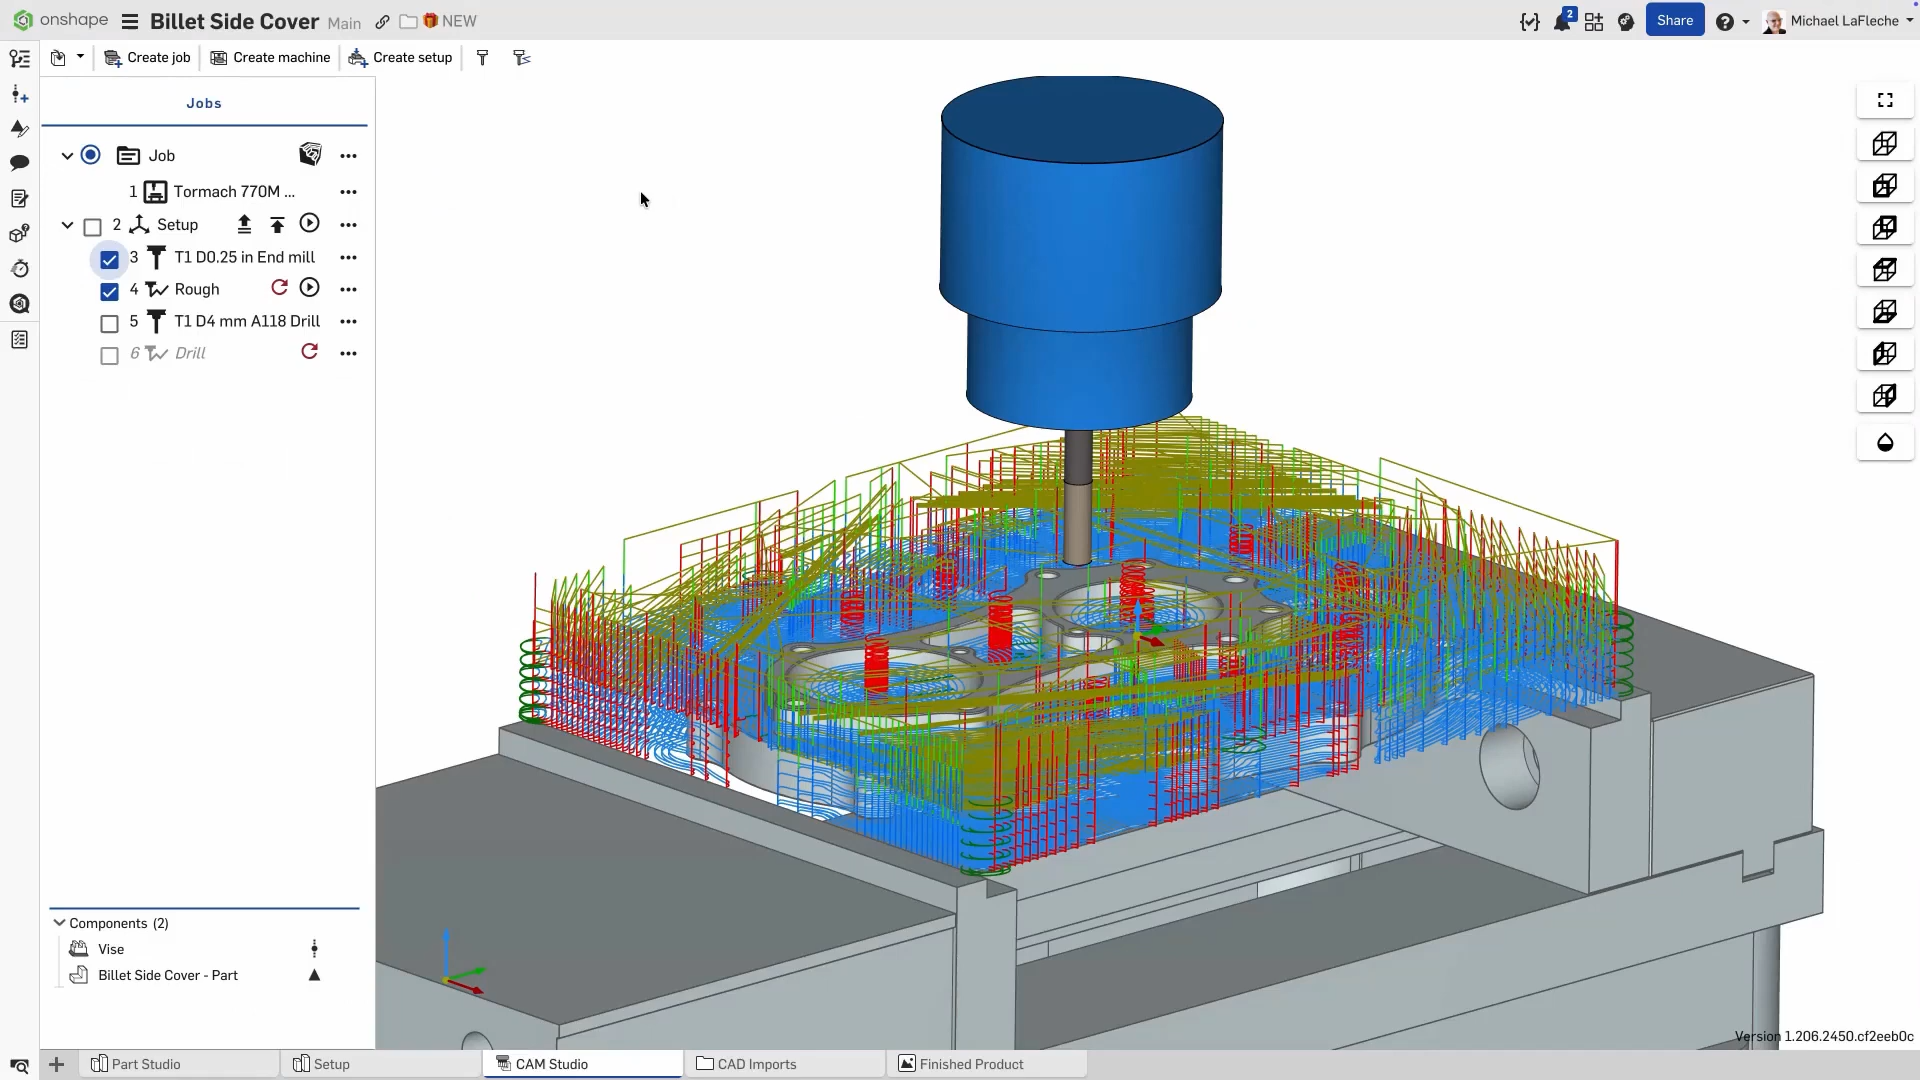 onshape Billet Side Cover Main NEW 2 Share Michael LaFleche
Create job Create machine Create setup
Jobs
Job
1 Tormach 770M ...
2 Setup
3 T1 D0.25 in End mill
4 Rough
5 T1 D4 mm A118 Drill
6 Drill
Components (2)
Vise
Billet Side Cover - Part
Version 1.206.2450.cf2eeb0c
Part Studio Setup CAM Studio CAD Imports Finished Product